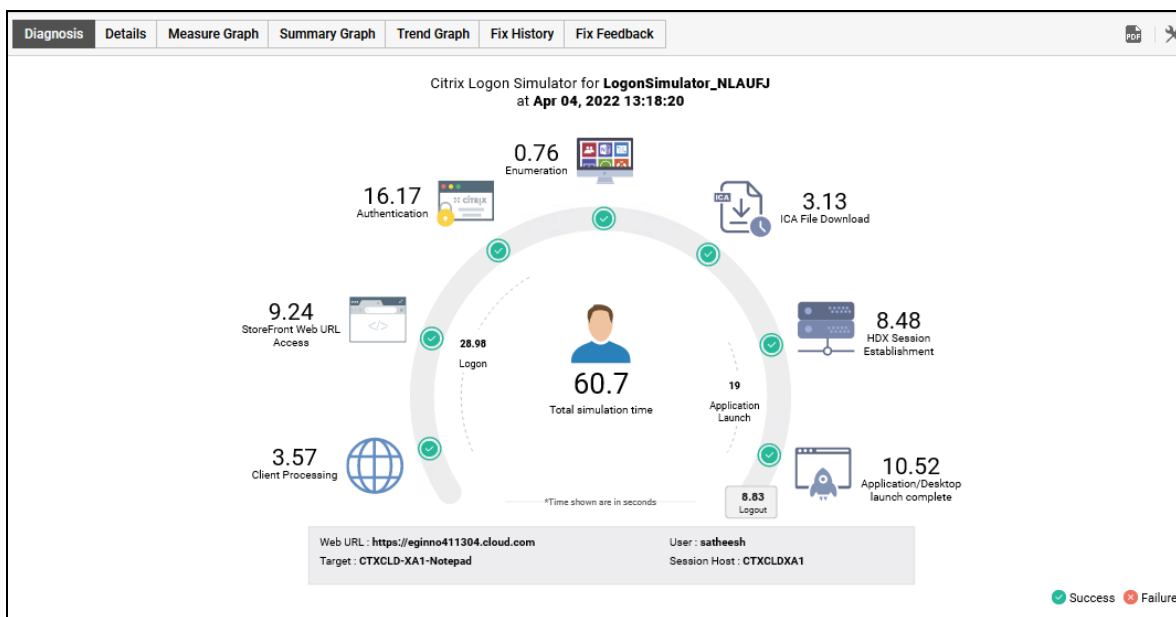 Diagnosis Details Measure Graph Summary Graph Trend Graph Fix History Fix Feedback
PDF
Citrix Logon Simulator for LogonSimulator_NLAUFJ
at Apr 04, 2022 13:18:20
0.76
Enumeration
16.17
Authentication
citrix
ICA
3.13
ICA File Download
9.24
StoreFront Web URL
Access
</>
28.98
Logon
8.48
HDX Session
Establishment
60.7
Total simulation time
19
Application
Launch
3.57
Client Processing
10.52
Application/Desktop
launch complete
*Time shown are in seconds
8.83
Logout
Web URL : https://eginno411304.cloud.com User : satheesh
Target : CTXCLD-XA1-Notepad Session Host : CTXCLDXA1
Success Failure